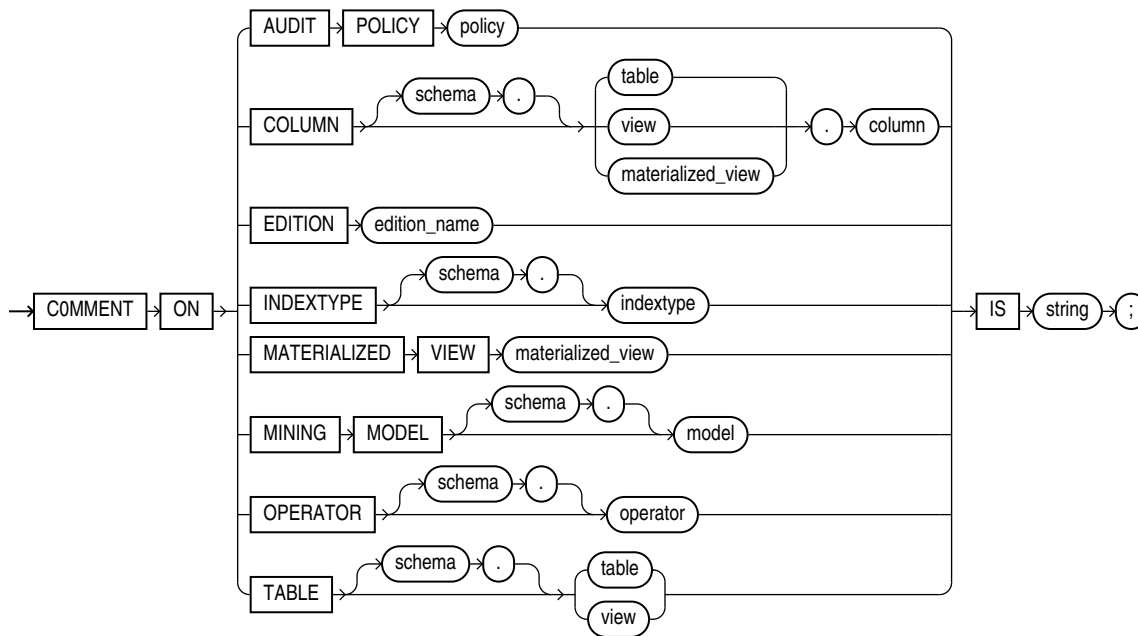 AUDIT POLICY policy
table
schema .
COLUMN view . column
materialized_view
EDITION edition_name
schema .
INDEXTYPE indextype
C0MMENT ON IS string ;
MATERIALIZED VIEW materialized_view
schema .
MINING MODEL model
schema .
OPERATOR operator
schema . table
TABLE
view